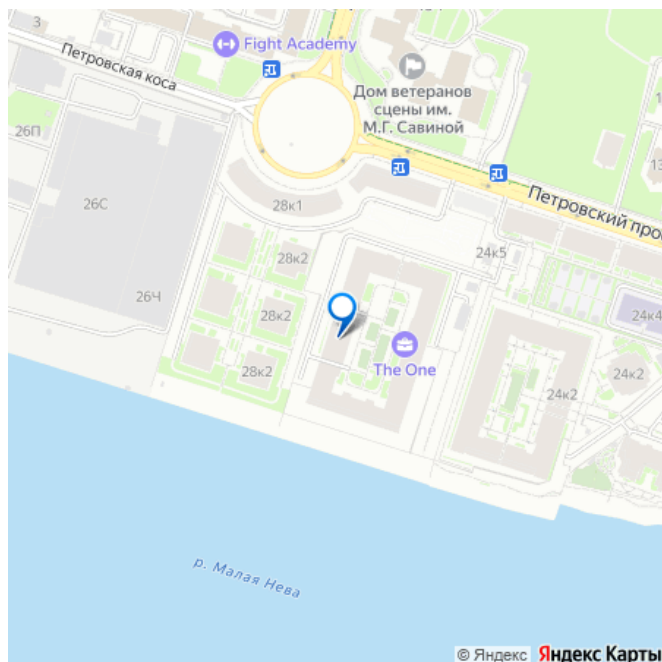 3
Fight Academy
Петровская коса
Дом ветеранов
сцены им.
М.Г. Савиной
26П
13
Петровский про
26С
28к1
24к5
28к2
26Ч
28к2
24к4
The One
28к2
24к2
24к2
р. Малая Нева
© Яндекс Яндекс Карты